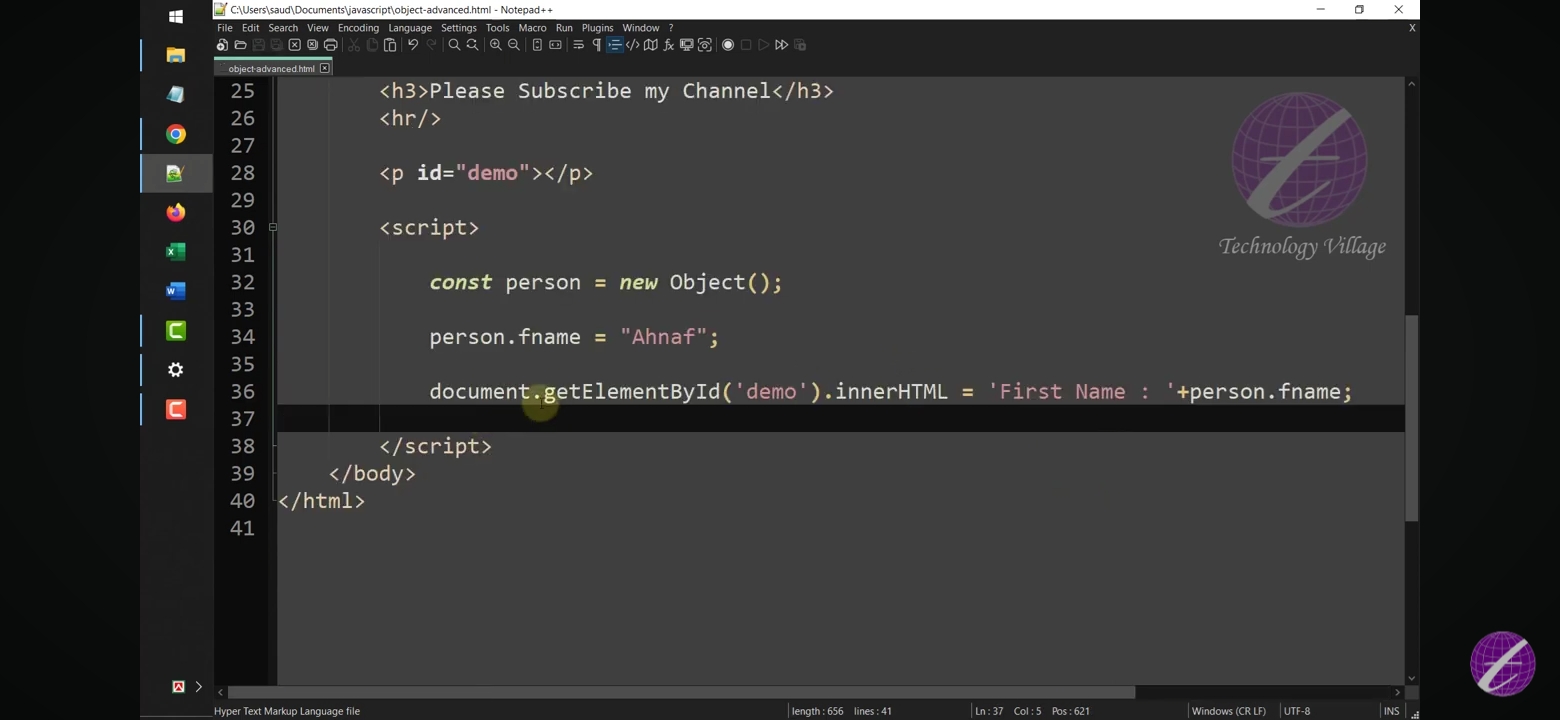 C:\Users\saud\Documents\javascript\object-advanced.html - Notepad++
File Edit Search View Encoding Language Settings Tools Macro Run Plugins Window ? X
object-advanced.html
25 <h3>Please Subscribe my Channel</h3>
26 <hr/>
27
28 <p id="demo"></p>
29
30 <script>
31
32 const person = new Object();
33
34 person.fname = "Ahnaf";
35
36 document.getElementById('demo').innerHTML = 'First Name : '+person.fname;
37
38 </script>
39 </body>
40 </html>
41
Technology Village
Hyper Text Markup Language file length : 656 lines : 41 Ln : 37 Col : 5 Pos : 621 Windows (CR LF) UTF-8 INS